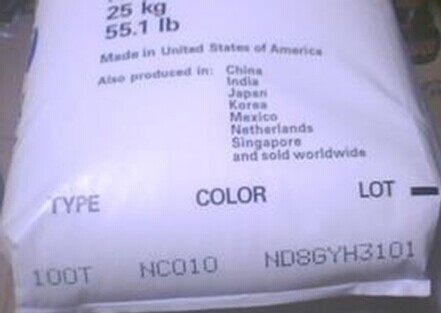 25 kg
55.1 lb
Made in United States of America
Also produced in: China
India
Japan
Korea
Mexico
Netherlands
Singapore
and sold worldwide
TYPE COLOR LOT
100T NC010 ND8GYH3101